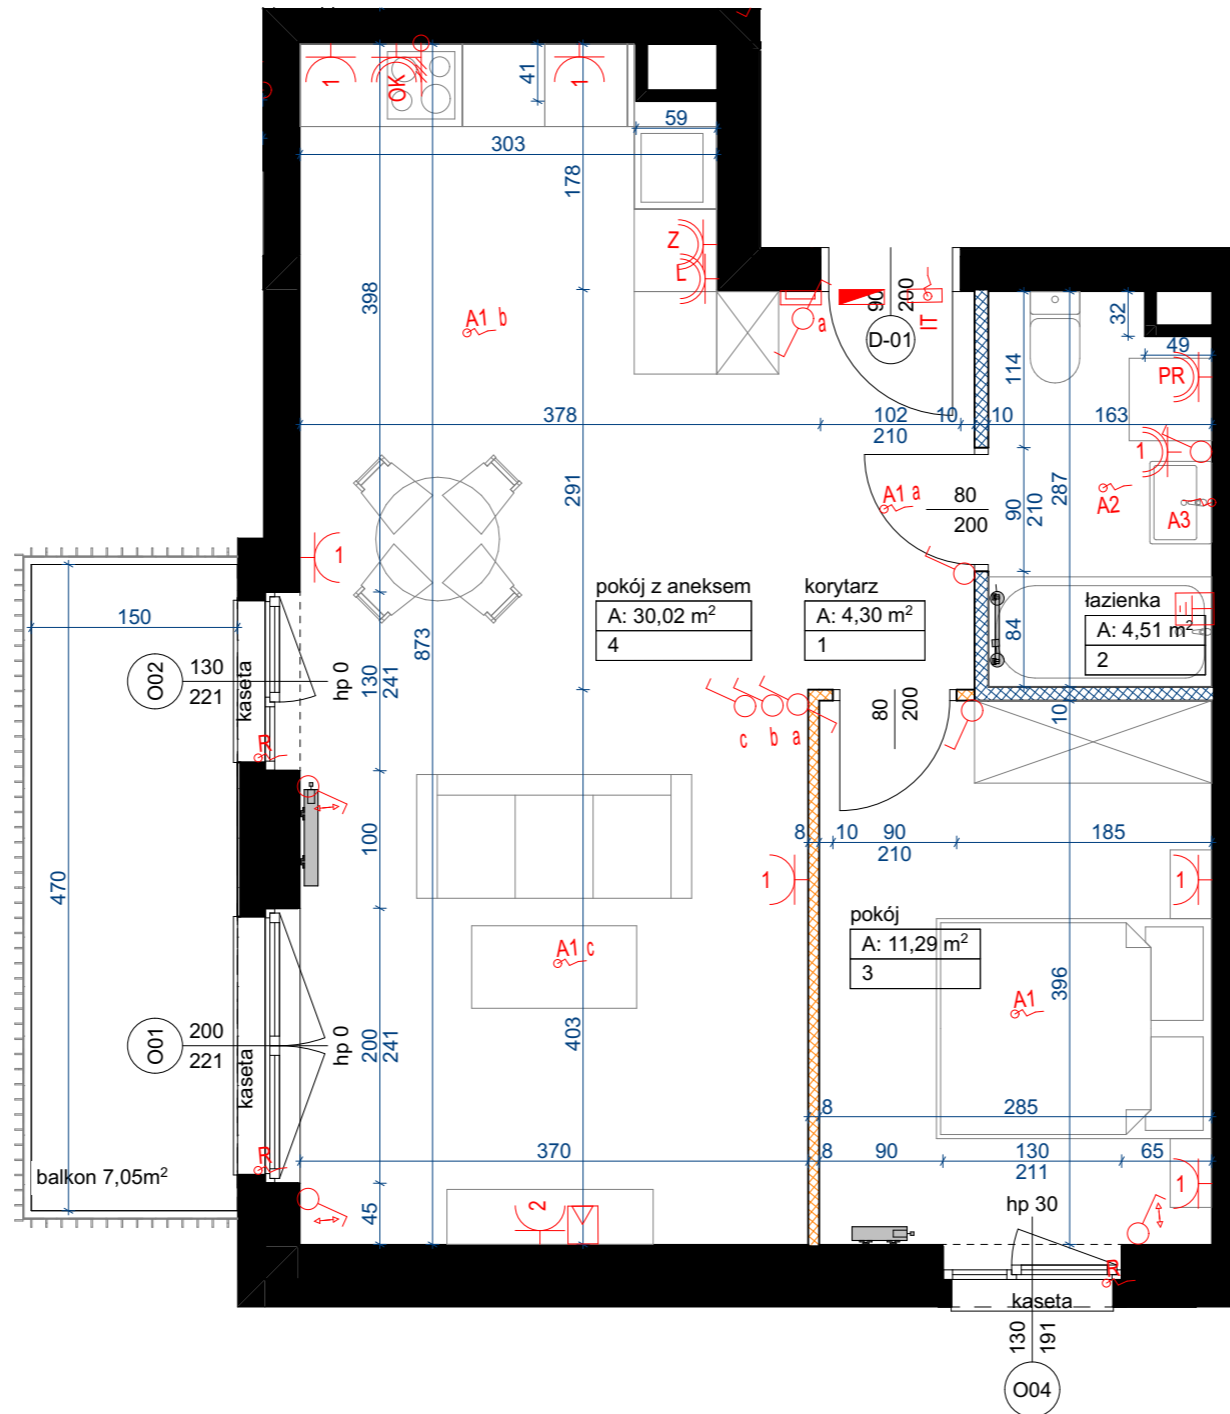 1
OK
41
1
59
303
178
Z
L
398
A1 b
a
90
200
IT
D-01
32
49
PR
114
378
102
10
10
163
210
1
291
A1 a
80
200
90
210
287
A2
A3
1
pokój z aneksem
A: 30,02 m²
4
korytarz
A: 4,30 m²
1
84
łazienka
A: 4,51 m²
2
150
O02
130
221
kaseta
hp 0
130
241
873
R
c b a
80
200
10
470
100
8
10
90
210
185
1
1
pokój
A: 11,29 m²
3
A1 c
A1
396
O01
200
221
kaseta
hp 0
200
241
403
8
285
R
370
8
90
130
211
65
balkon 7,05m²
45
2
1
hp 30
R
kaseta
130
191
O04